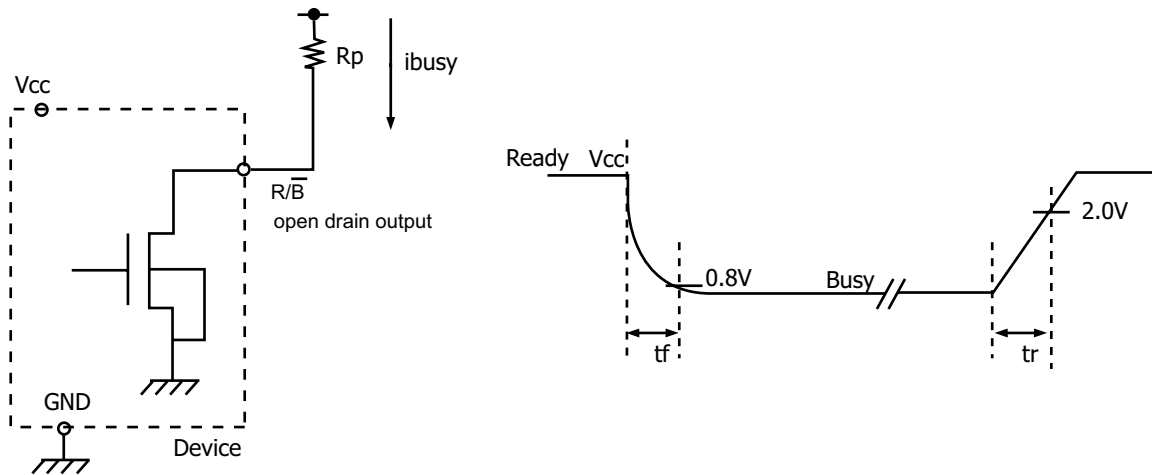 Rp
ibusy
Vcc
R/B̅
open drain output
GND
Device
Ready Vcc
2.0V
0.8V
Busy
tf
tr